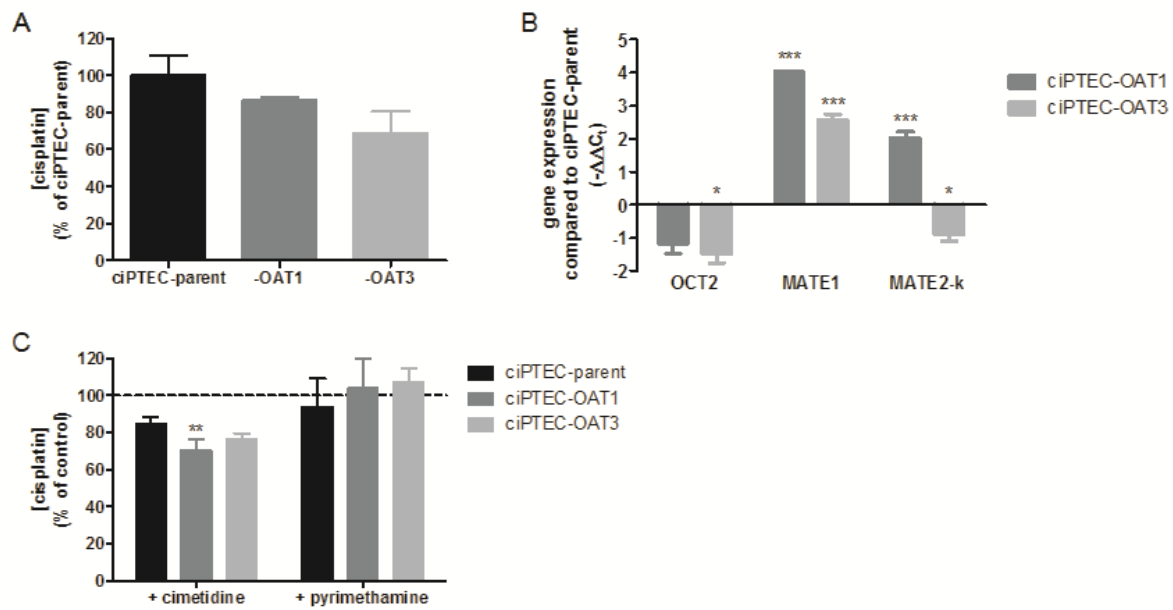 A
[cisplatin]
(% of ciPTEC-parent)
120
100
80
60
40
20
0
ciPTEC-parent
-OAT1
-OAT3
B
gene expression
compared to ciPTEC-parent
(-ΔΔCt)
5
4
3
2
1
0
-1
-2
***
***
***
*
*
OCT2
MATE1
MATE2-k
ciPTEC-OAT1
ciPTEC-OAT3
C
[cisplatin]
(% of control)
120
100
80
60
40
20
0
**
+ cimetidine
+ pyrimethamine
ciPTEC-parent
ciPTEC-OAT1
ciPTEC-OAT3